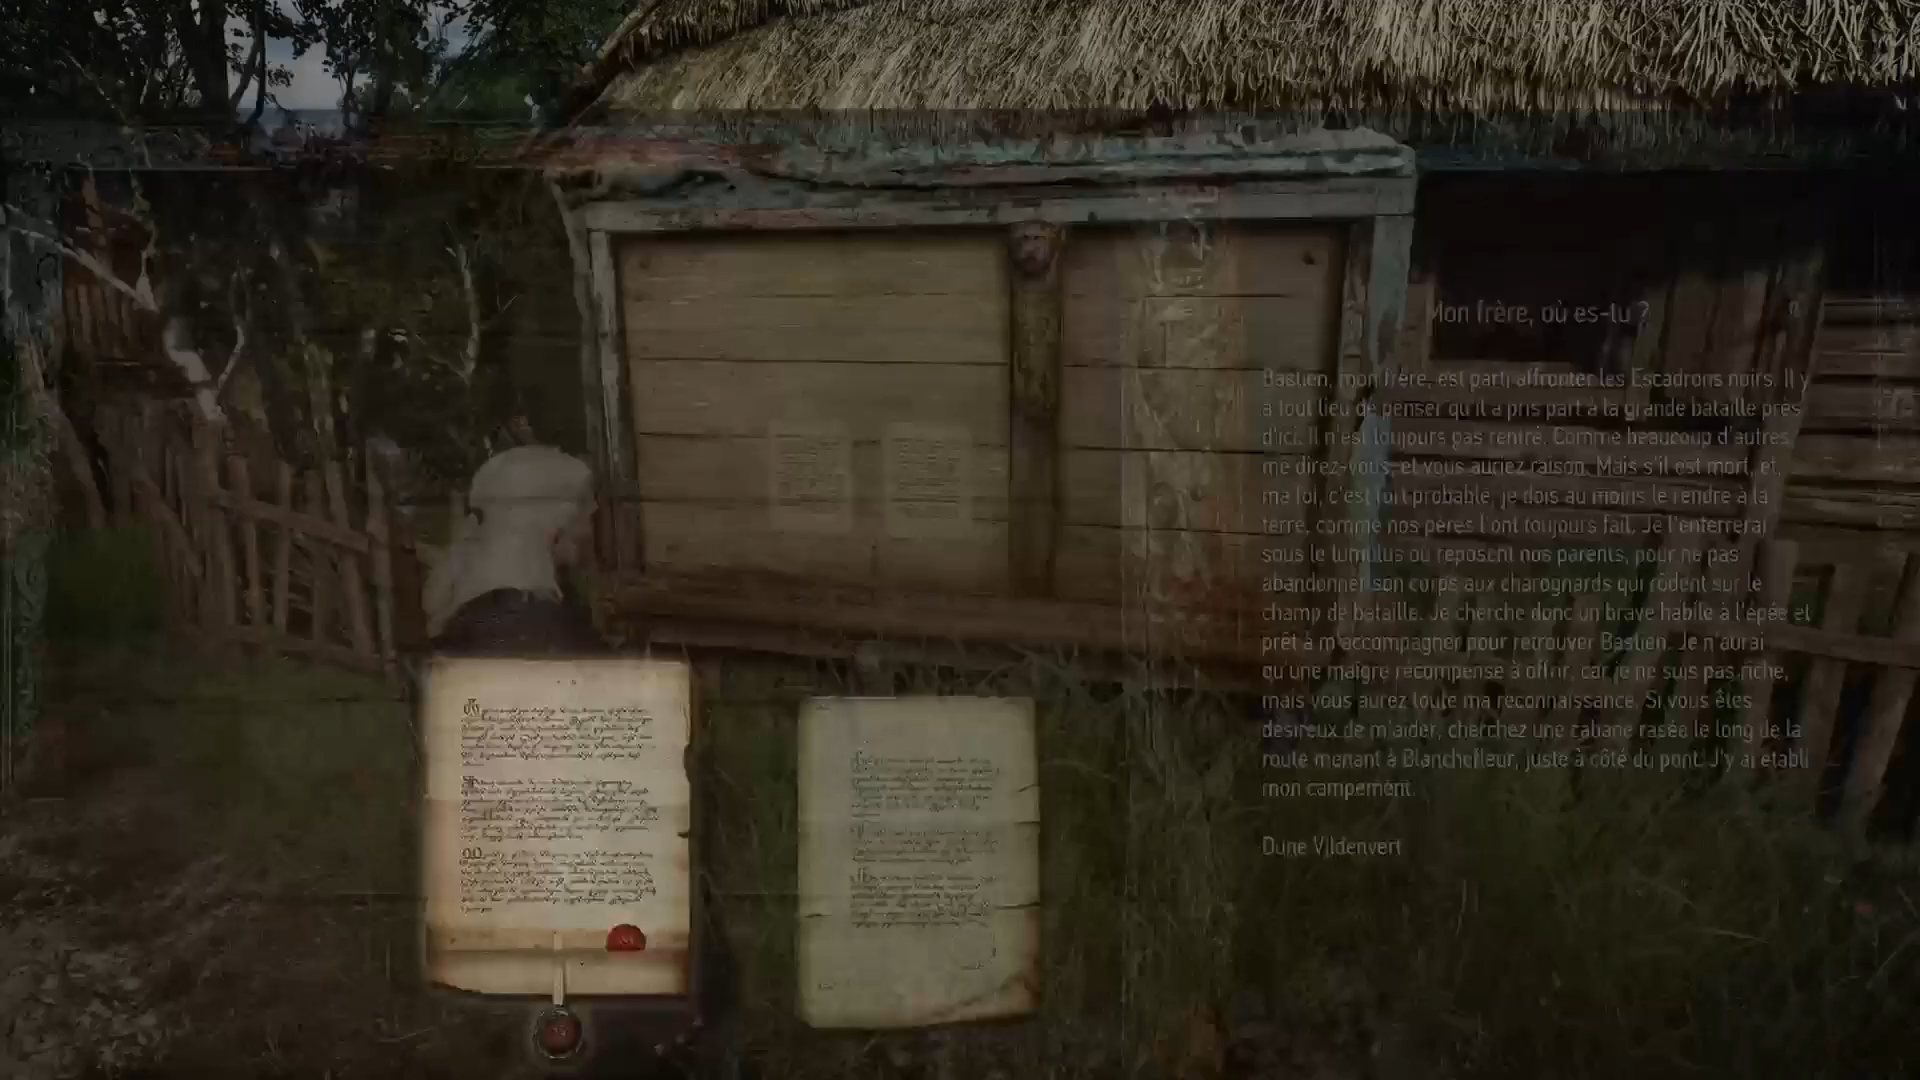 Mon frère, où es-tu ?
Bastien, mon frère, est parti affronter les Escadrons noirs. Il y
a tout lieu de penser qu'il a pris part à la grande bataille près
d'ici. Il n'est toujours pas rentré. Comme beaucoup d'autres,
me direz-vous, et vous auriez raison. Mais s'il est mort, et,
ma foi, c'est fort probable, je dois au moins le rendre à la
terre, comme nos pères l'ont toujours fait. Je l'enterrerai
sous le tumulus où reposent nos parents, pour ne pas
abandonner son corps aux charognards qui rôdent sur le
champ de bataille. Je cherche donc un brave habile à l'épée et
prêt à m'accompagner pour retrouver Bastien. Je n'aurai
qu'une maigre récompense à offrir, car je ne suis pas riche,
mais vous aurez toute ma reconnaissance. Si vous êtes
désireux de m'aider, cherchez une cabane rasée le long de la
route menant à Blanchefleur, juste à côté du pont. J'y ai établi
mon campement.
Dune Vildenvert